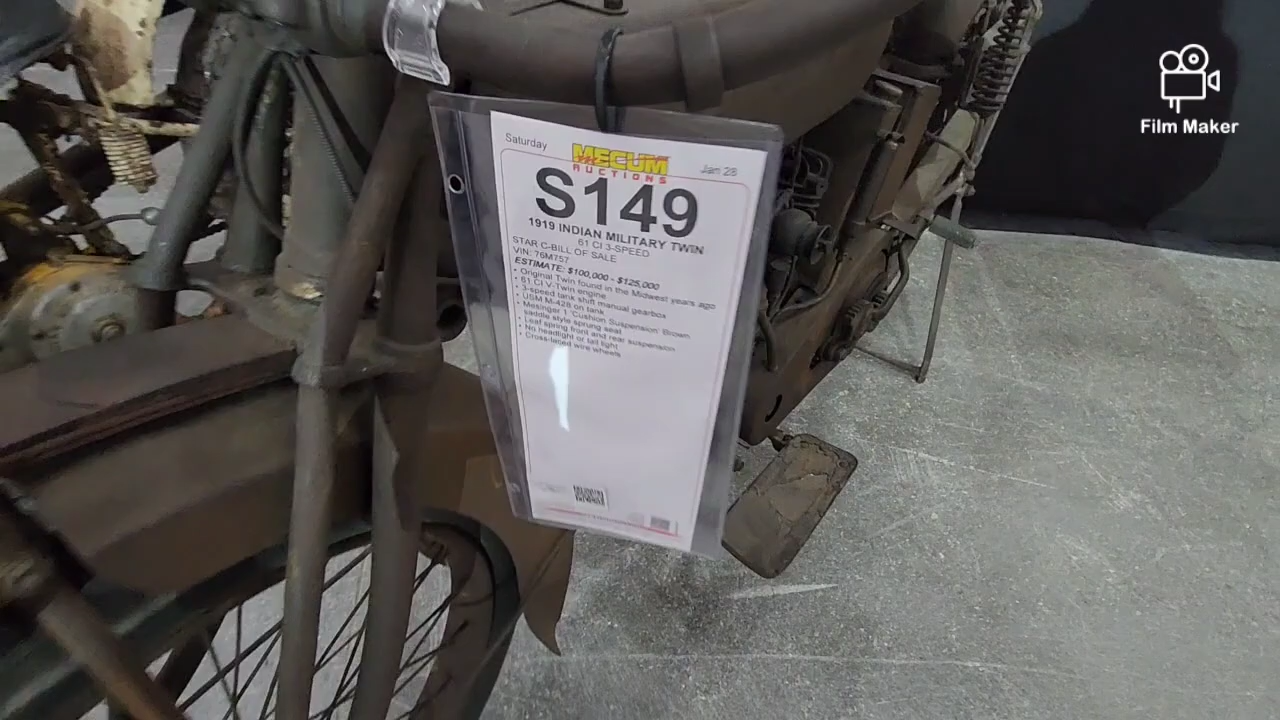 Film Maker
Saturday
MECUM
AUCTIONS
Jan 28
S149
1919 INDIAN MILITARY TWIN
61 CI 3-SPEED
STAR C-BILL OF SALE
VIN: 76M757
ESTIMATE: $100,000 - $125,000
• Original Twin found in the Midwest years ago
• 61 CI V-Twin engine
• 3-speed tank shift manual gearbox
• USM M-428 on tank
• Mesinger 1 'Cushion Suspension' Brown
saddle style sprung seat
• Leaf spring front and rear suspension
• No headlight or tail light
• Cross-laced wire wheels